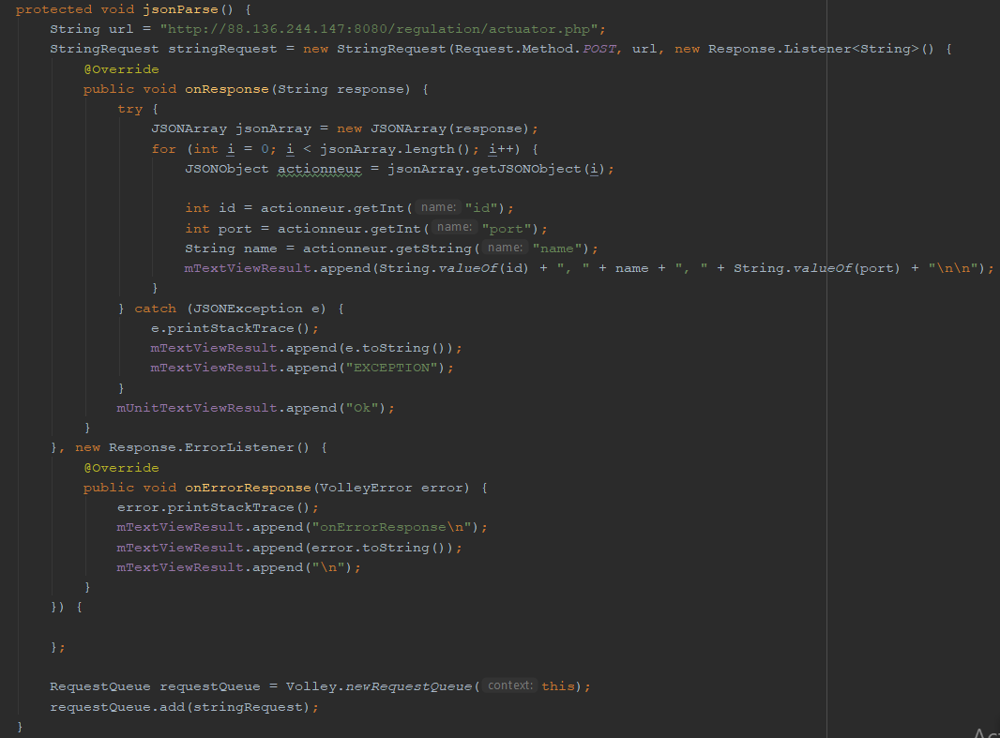 protected void jsonParse() {
String url = "http://88.136.244.147:8080/regulation/actuator.php";
StringRequest stringRequest = new StringRequest(Request.Method.POST, url, new Response.Listener<String>() {
@Override
public void onResponse(String response) {
try {
JSONArray jsonArray = new JSONArray(response);
for (int i = 0; i < jsonArray.length(); i++) {
JSONObject actionneur = jsonArray.getJSONObject(i);
int id = actionneur.getInt( name: "id");
int port = actionneur.getInt( name: "port");
String name = actionneur.getString( name: "name");
mTextViewResult.append(String.valueOf(id) + ", " + name + ", " + String.valueOf(port) + "\n\n");
}
} catch (JSONException e) {
e.printStackTrace();
mTextViewResult.append(e.toString());
mTextViewResult.append("EXCEPTION");
}
mUnitTextViewResult.append("Ok");
}
}, new Response.ErrorListener() {
@Override
public void onErrorResponse(VolleyError error) {
error.printStackTrace();
mTextViewResult.append("onErrorResponse\n");
mTextViewResult.append(error.toString());
mTextViewResult.append("\n");
}
}) {
};
RequestQueue requestQueue = Volley.newRequestQueue( context: this);
requestQueue.add(stringRequest);
}